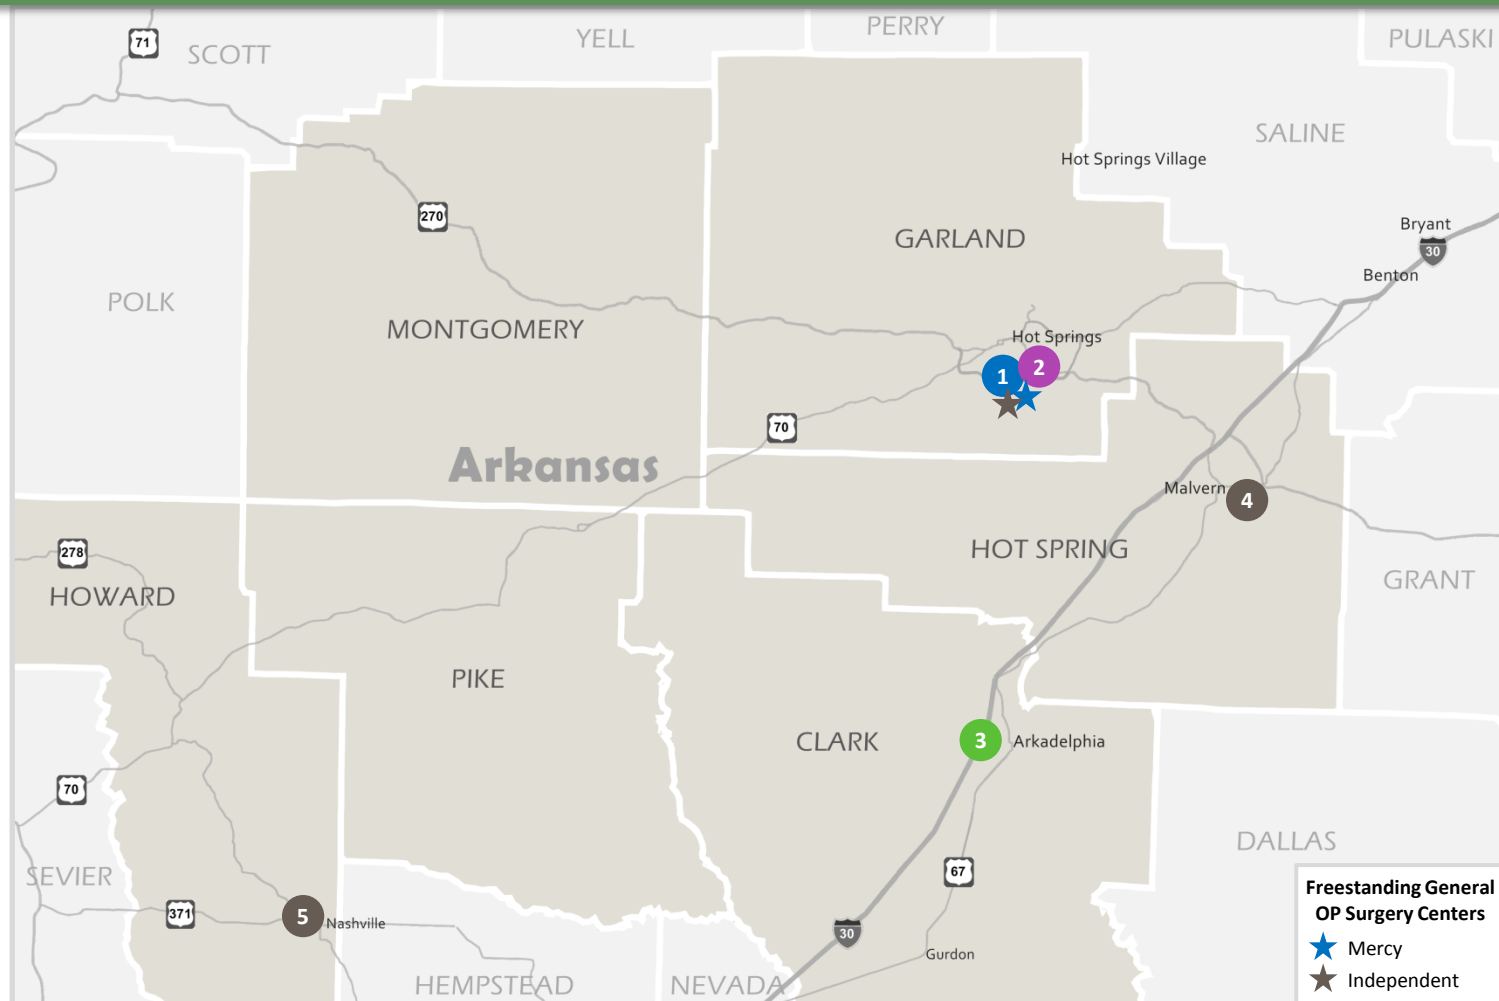 PERRY
71
SCOTT
YELL
PULASKI
SALINE
Hot Springs Village
270
Bryant
GARLAND
30
Benton
POLK
MONTGOMERY
Hot Springs
1
2
70
Arkansas
Malvern
4
278
HOT SPRING
GRANT
HOWARD
PIKE
CLARK
3
Arkadelphia
70
DALLAS
SEVIER
67
371
5
Nashville
30
Gurdon
HEMPSTEAD
NEVADA
Freestanding General
OP Surgery Centers
Mercy
Independent